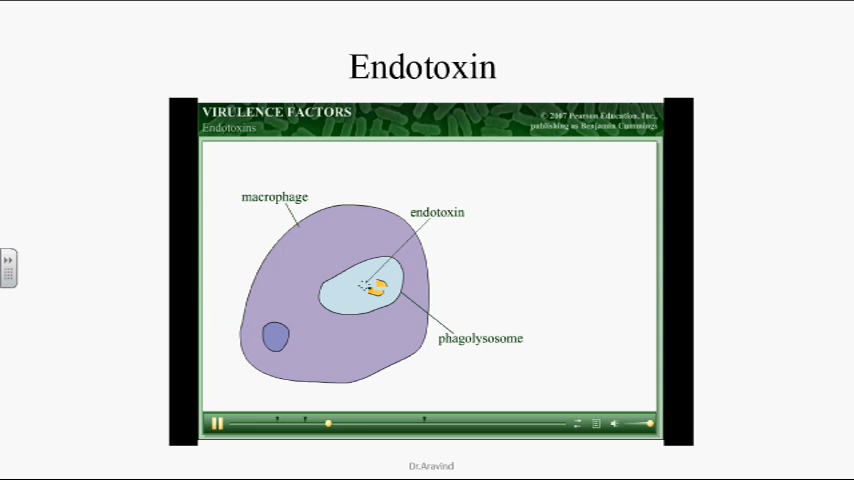 Endotoxin
VIRULENCE FACTORS
Endotoxins
© 2007 Pearson Education, Inc.,
publishing as Benjamin Cummings
macrophage
endotoxin
phagolysosome
Dr.Aravind